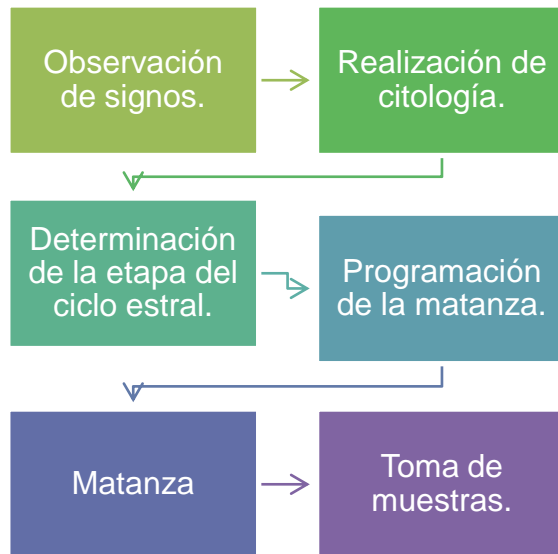 Observación
de signos.
Realización de
citología.
Determinación
de la etapa del
ciclo estral.
Programación
de la matanza.
Matanza
Toma de
muestras.